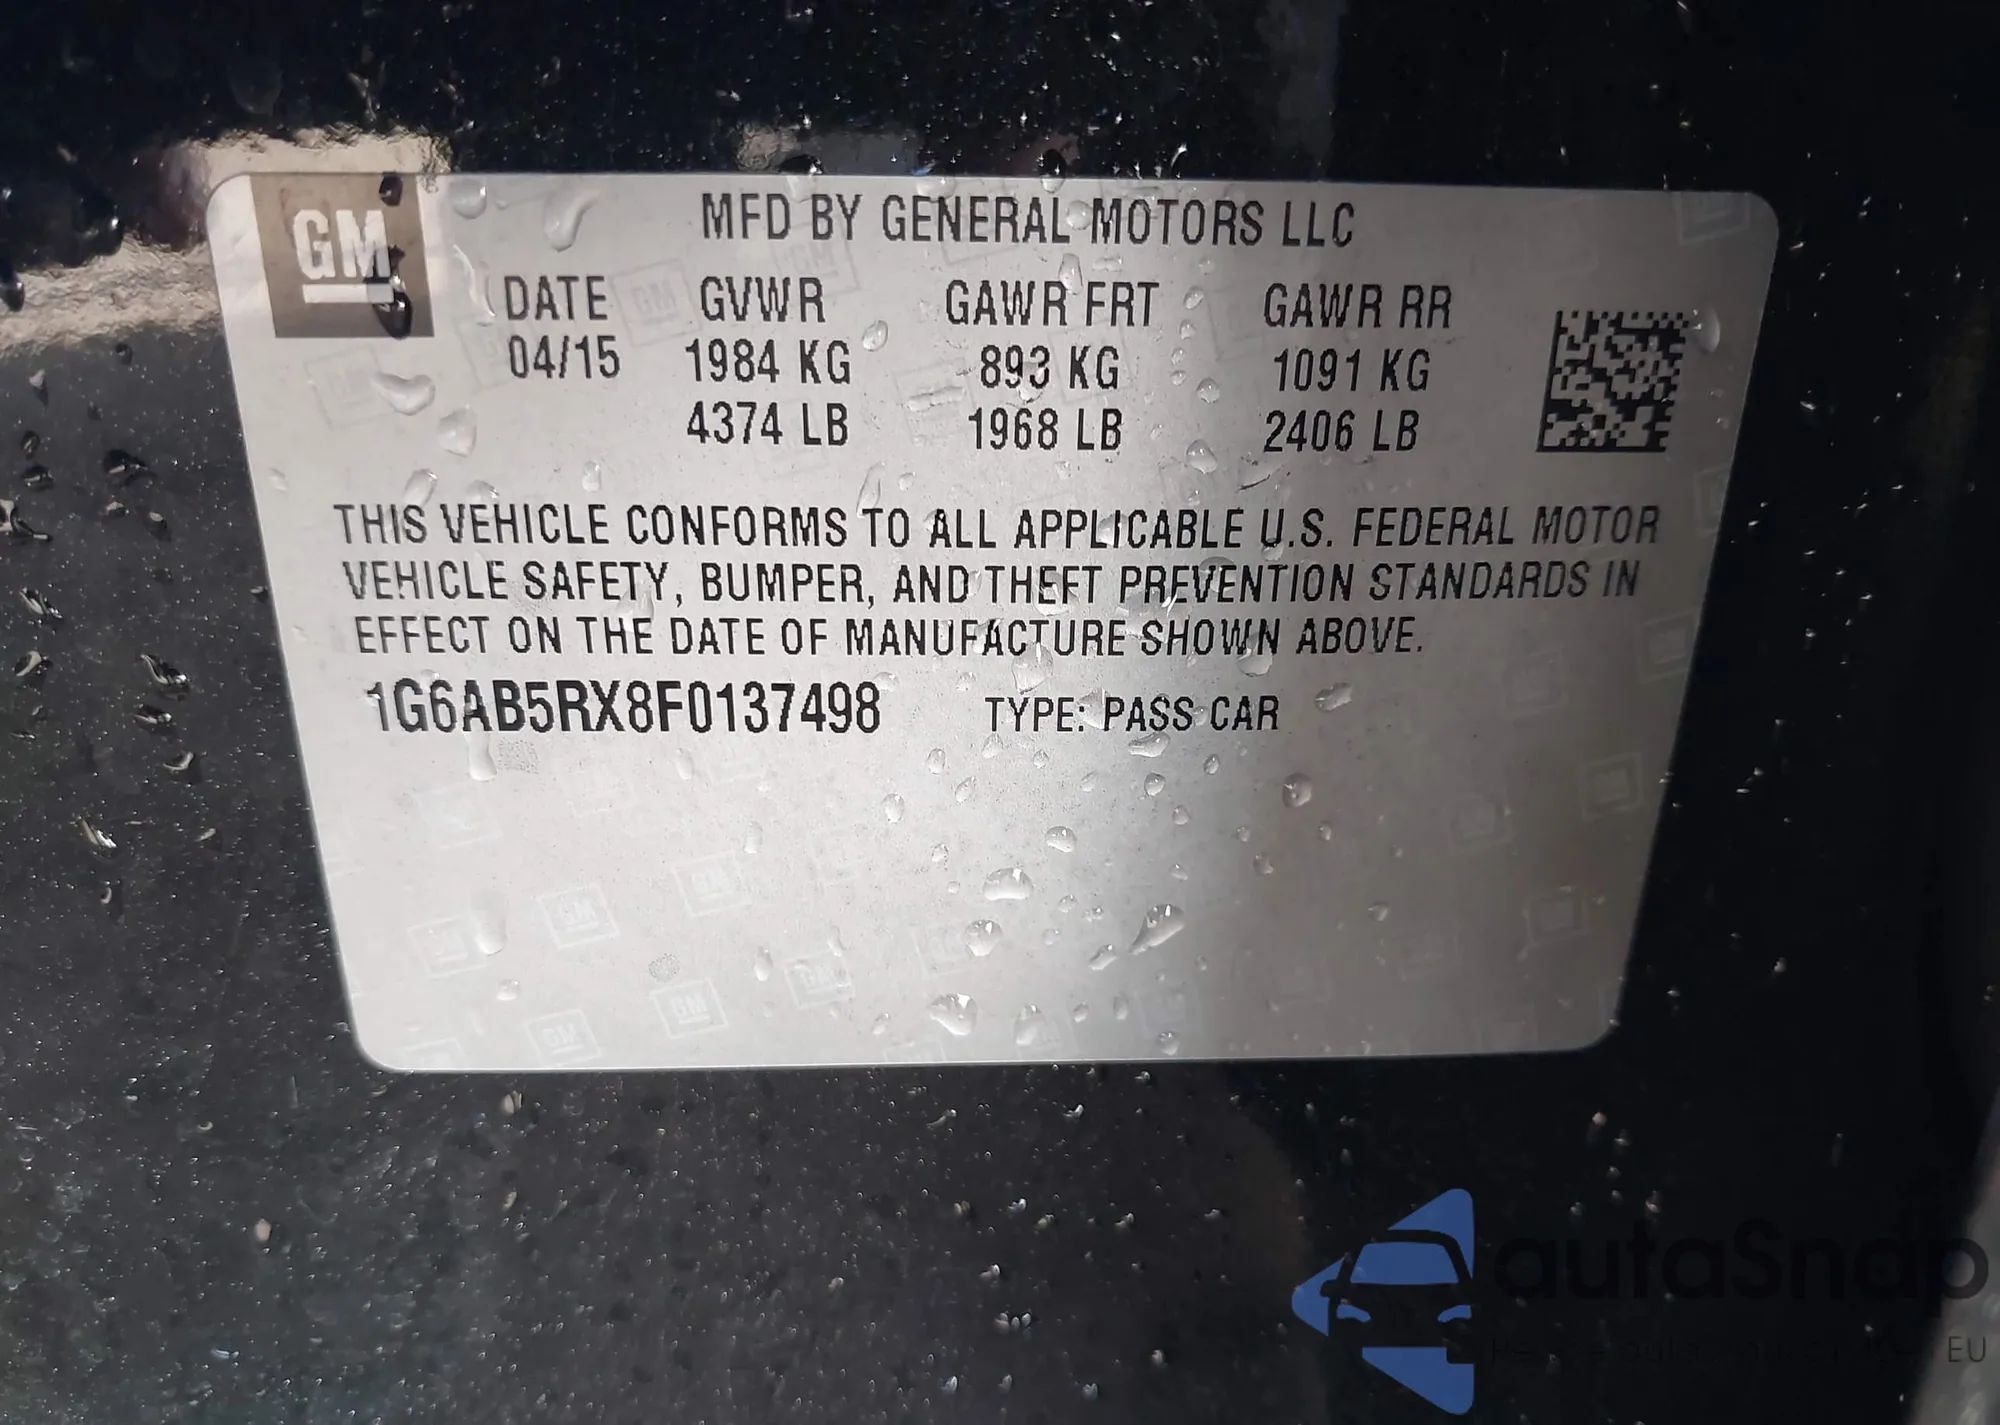 GM
MFD BY GENERAL MOTORS LLC
DATE GVWR GAWR FRT GAWR RR
04/15 1984 KG 893 KG 1091 KG
4374 LB 1968 LB 2406 LB
THIS VEHICLE CONFORMS TO ALL APPLICABLE U.S. FEDERAL MOTOR
VEHICLE SAFETY, BUMPER, AND THEFT PREVENTION STANDARDS IN
EFFECT ON THE DATE OF MANUFACTURE SHOWN ABOVE.
1G6AB5RX8F0137498 TYPE: PASS CAR
autaSnap
EU